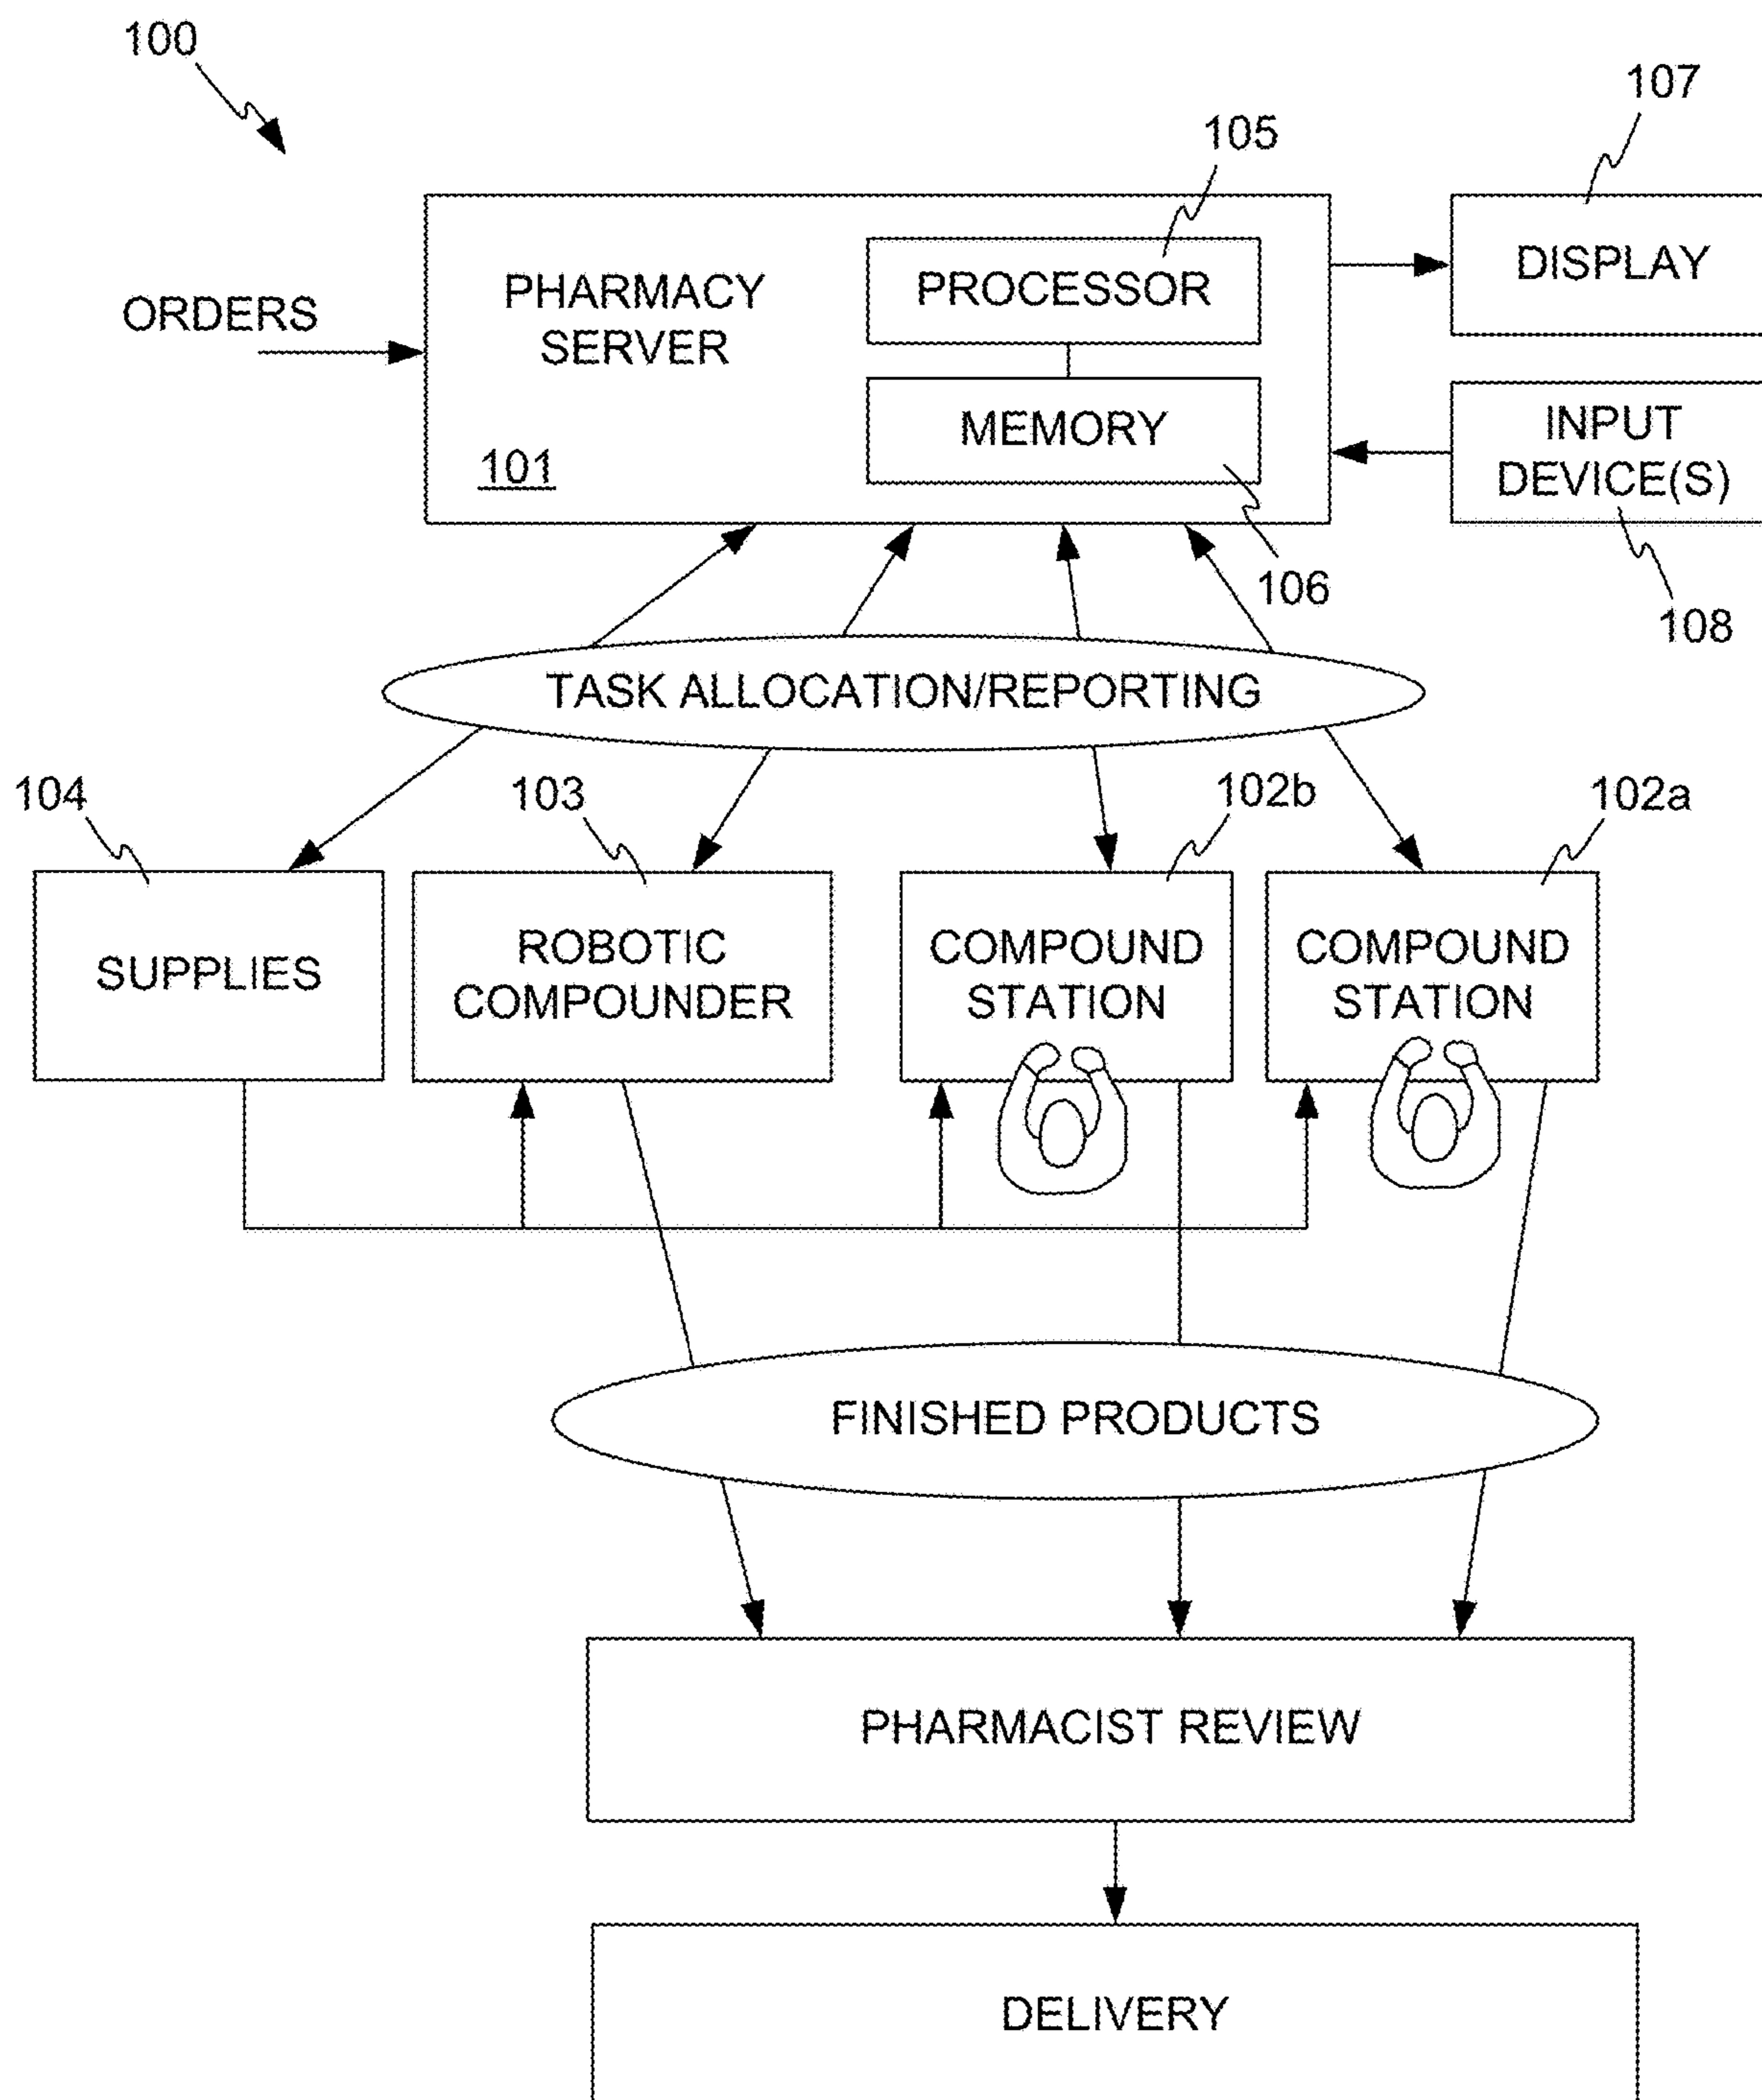 100
107
105
ORDERS
PHARMACY
SERVER
PROCESSOR
MEMORY
101
DISPLAY
INPUT
DEVICE(S)
106
108
TASK ALLOCATION/REPORTING
104
103
102b
102a
SUPPLIES
ROBOTIC
COMPOUNDER
COMPOUND
STATION
COMPOUND
STATION
FINISHED PRODUCTS
PHARMACIST REVIEW
DELIVERY